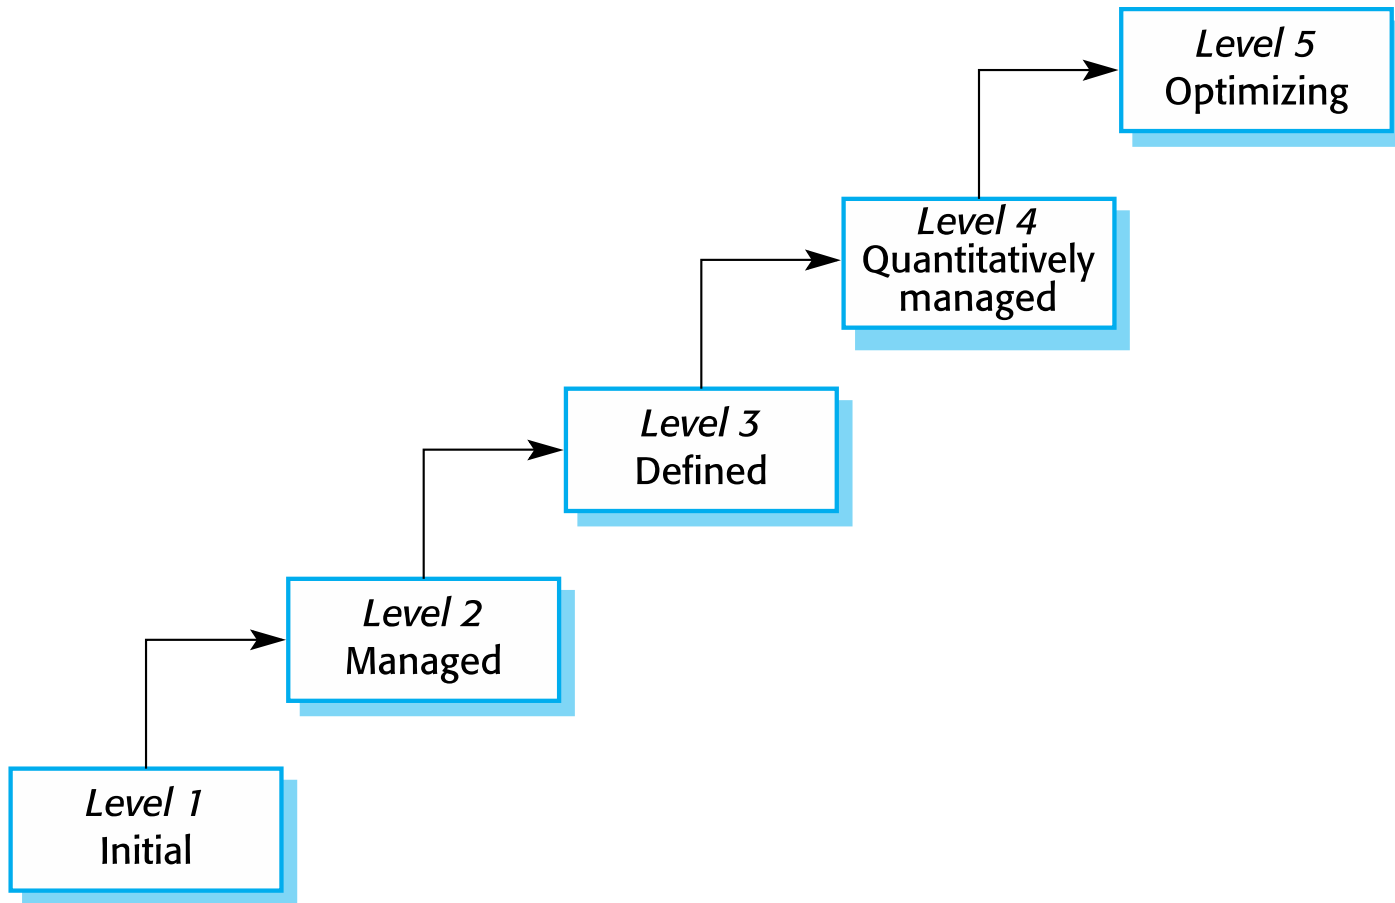 Level 5
Optimizing
Level 4
Quantitatively
managed
Level 3
Defined
Level 2
Managed
Level 1
Initial